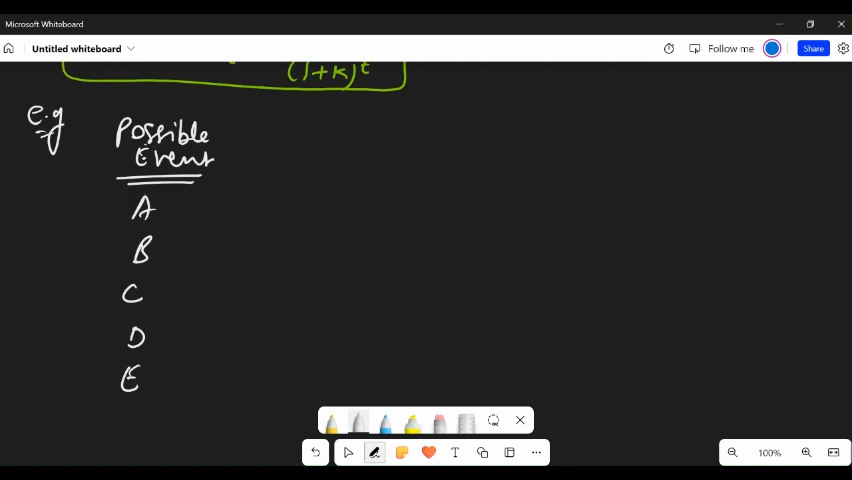 Microsoft Whiteboard
Untitled whiteboard
Follow me
Share
(1+K)^t
e.g
Possible
Event
A
B
C
D
E
T
100%